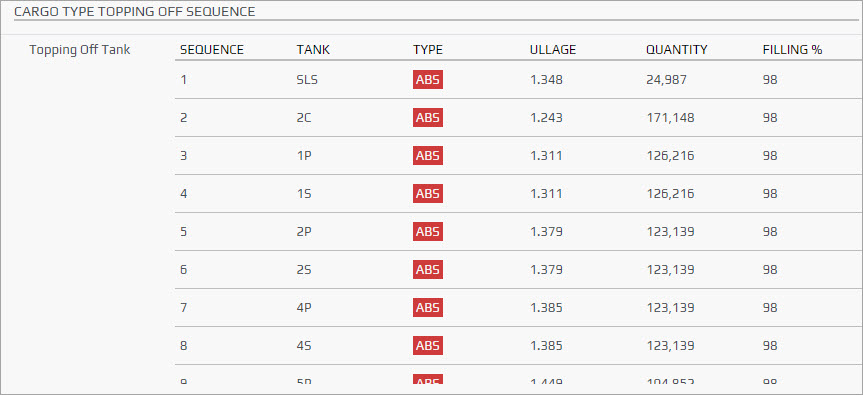 CARGO TYPE TOPPING OFF SEQUENCE
Topping Off Tank SEQUENCE TANK TYPE ULLAGE QUANTITY FILLING %
1 SLS ABS 1.348 24,987 98
2 2C ABS 1.243 171,148 98
3 1P ABS 1.311 126,216 98
4 1S ABS 1.311 126,216 98
5 2P ABS 1.379 123,139 98
6 2S ABS 1.379 123,139 98
7 4P ABS 1.385 123,139 98
8 4S ABS 1.385 123,139 98
9 5P ABS 1.449 104,852 98